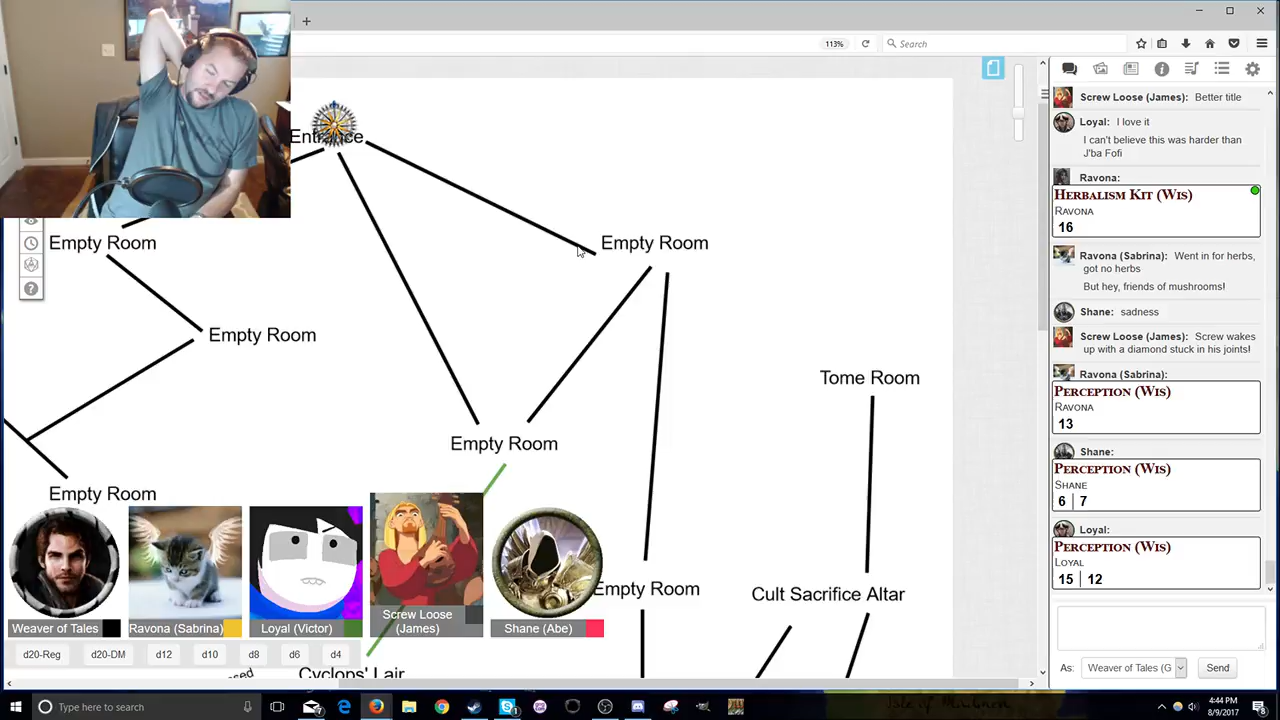 113%
Search
Entrance
Empty Room
Empty Room
Empty Room
Tome Room
Empty Room
Empty Room
Empty Room
Cult Sacrifice Altar
Cyclops' Lair
Weaver of Tales
Ravona (Sabrina)
Loyal (Victor)
Screw Loose
(James)
Shane (Abe)
d20-Reg
d20-DM
d12
d10
d8
d6
d4
Screw Loose (James): Better title
Loyal: I love it
I can't believe this was harder than
J'ba Fofi
Ravona:
Herbalism Kit (Wis)
Ravona
16
Ravona (Sabrina): Went in for herbs,
got no herbs
But hey, friends of mushrooms!
Shane: sadness
Screw Loose (James): Screw wakes
up with a diamond stuck in his joints!
Ravona (Sabrina):
Perception (Wis)
Ravona
13
Shane:
Perception (Wis)
Shane
6 | 7
Loyal:
Perception (Wis)
Loyal
15 | 12
As:
Weaver of Tales (G
Send
Type here to search
4:44 PM
8/9/2017